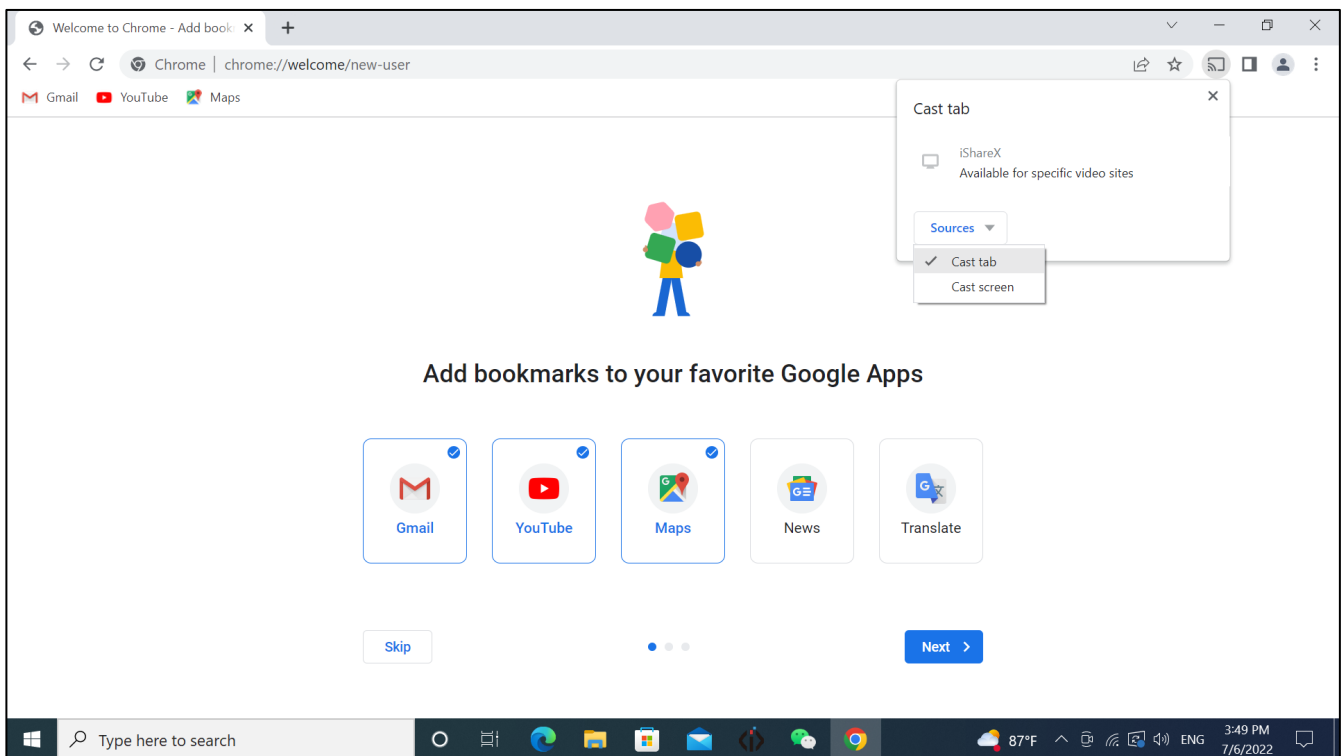 Welcome to Chrome - Add book
Chrome | chrome://welcome/new-user
Gmail YouTube Maps
Cast tab
iShareX
Available for specific video sites
Sources
Cast tab
Cast screen
Add bookmarks to your favorite Google Apps
Gmail YouTube Maps News Translate
Skip Next
Type here to search 87°F ENG 3:49 PM
7/6/2022